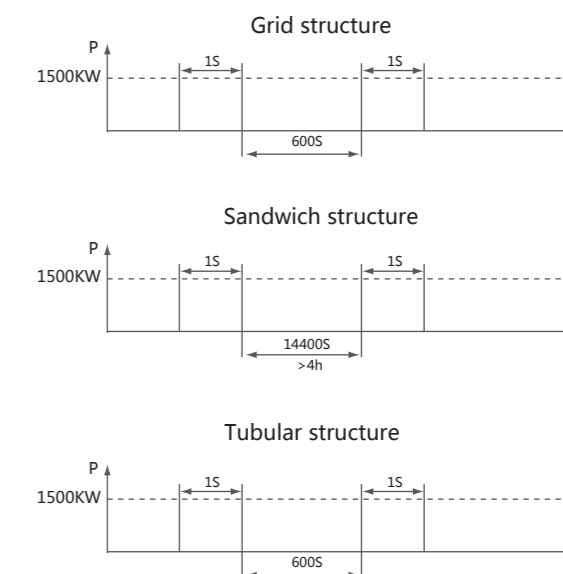 Grid structure
P
1S 1S
1500KW
600S
Sandwich structure
P
1S 1S
1500KW
14400S
>4h
Tubular structure
P
1S 1S
1500KW
600S